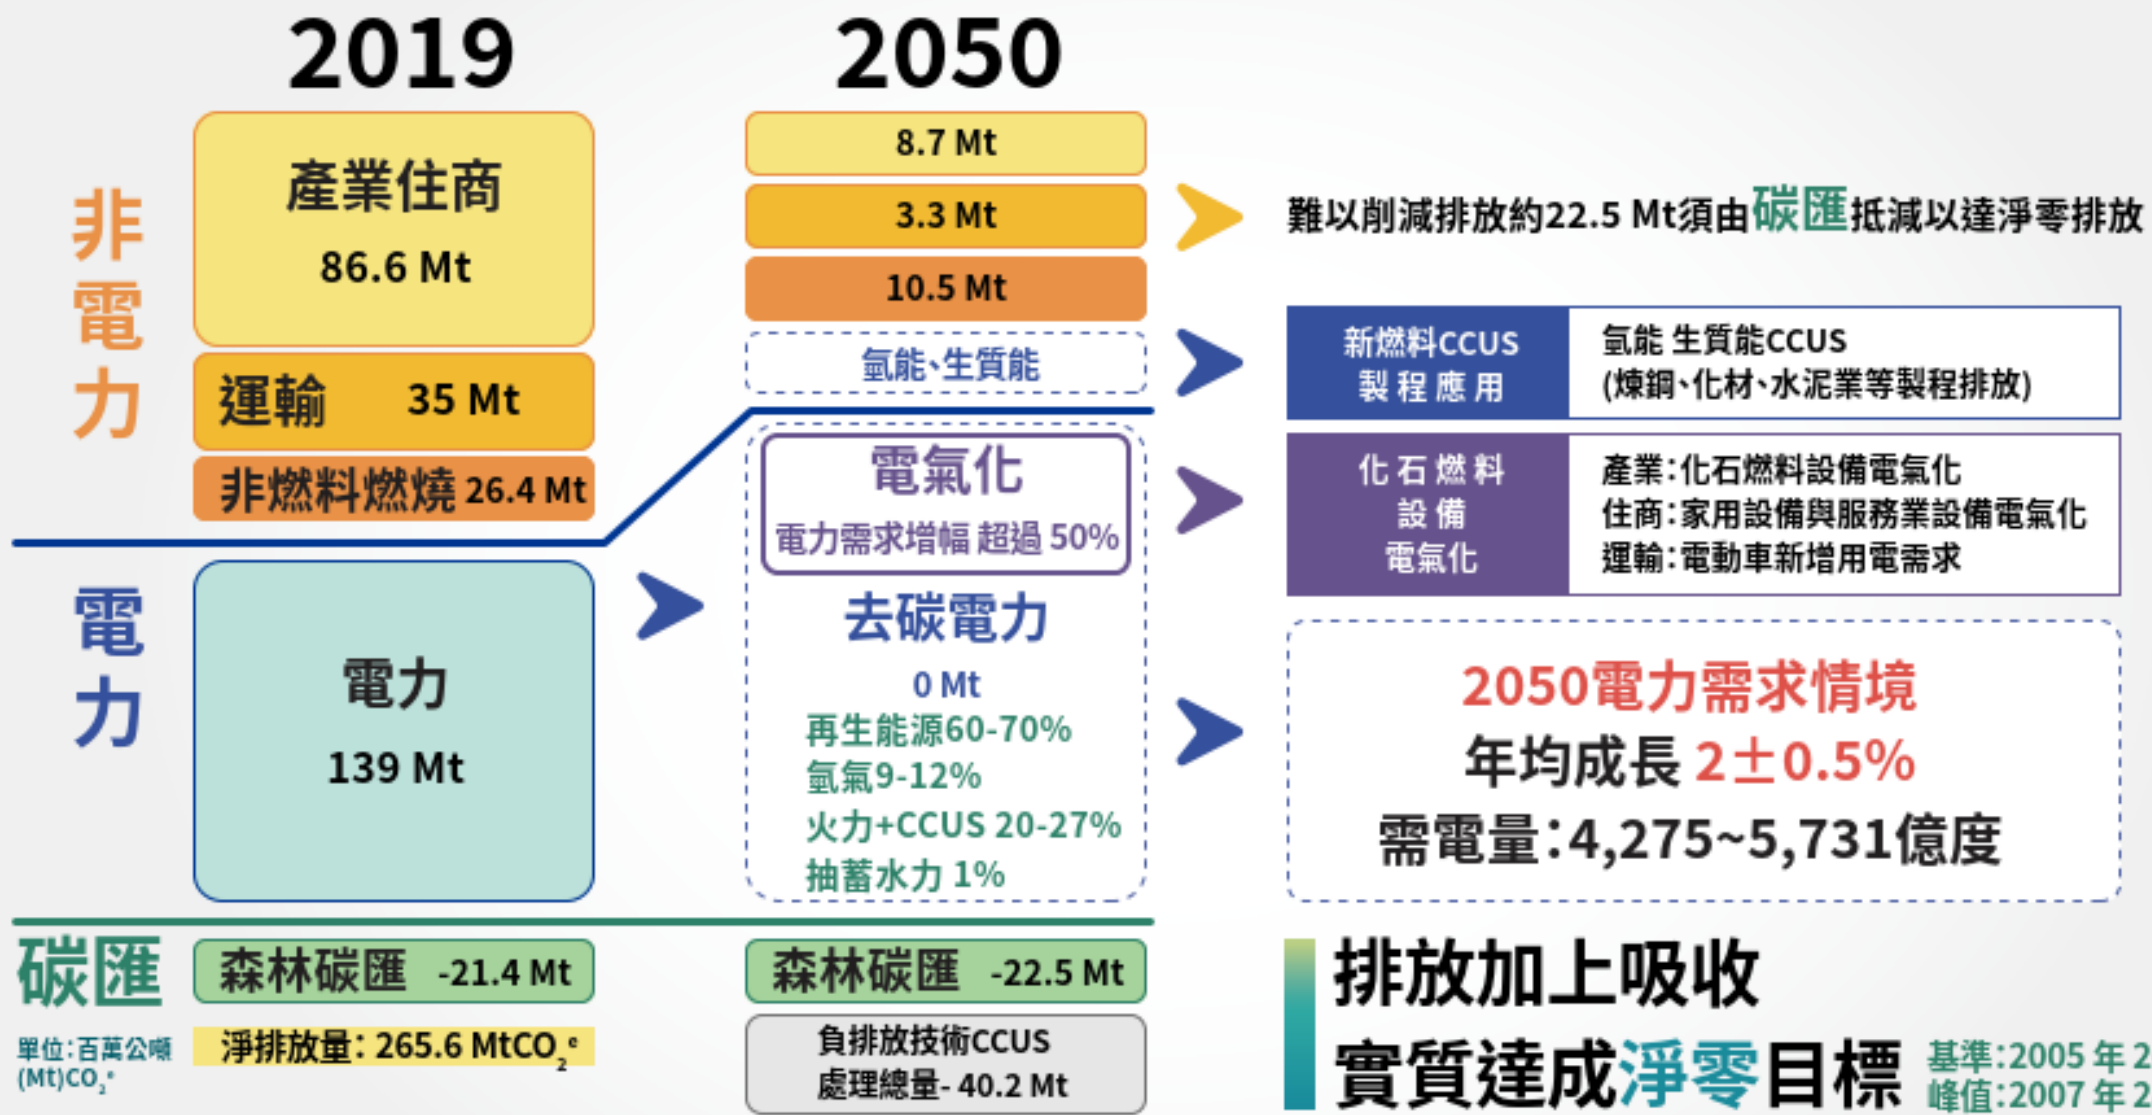 2019
2050
非電力
產業住商
86.6 Mt
運輸 35 Mt
非燃料燃燒 26.4 Mt
8.7 Mt
3.3 Mt
10.5 Mt
氫能、生質能
難以削減排放約22.5 Mt須由碳匯抵減以達淨零排放
新燃料CCUS
製程應用
氫能 生質能CCUS
(煉鋼、化材、水泥業等製程排放)
電力
電力
139 Mt
電氣化
電力需求增幅 超過 50%
去碳電力
0 Mt
再生能源60-70%
氫氣9-12%
火力+CCUS 20-27%
抽蓄水力 1%
化石燃料
設備
電氣化
產業：化石燃料設備電氣化
住商：家用設備與服務業設備電氣化
運輸：電動車新增用電需求
2050電力需求情境
年均成長 2±0.5%
需電量：4,275~5,731億度
碳匯
單位：百萬公噸
(Mt)CO₂ᵉ
森林碳匯 -21.4 Mt
淨排放量：265.6 MtCO₂ᵉ
森林碳匯 -22.5 Mt
負排放技術CCUS
處理總量- 40.2 Mt
排放加上吸收
實質達成淨零目標
基準：2005 年 2
峰值：2007 年 2